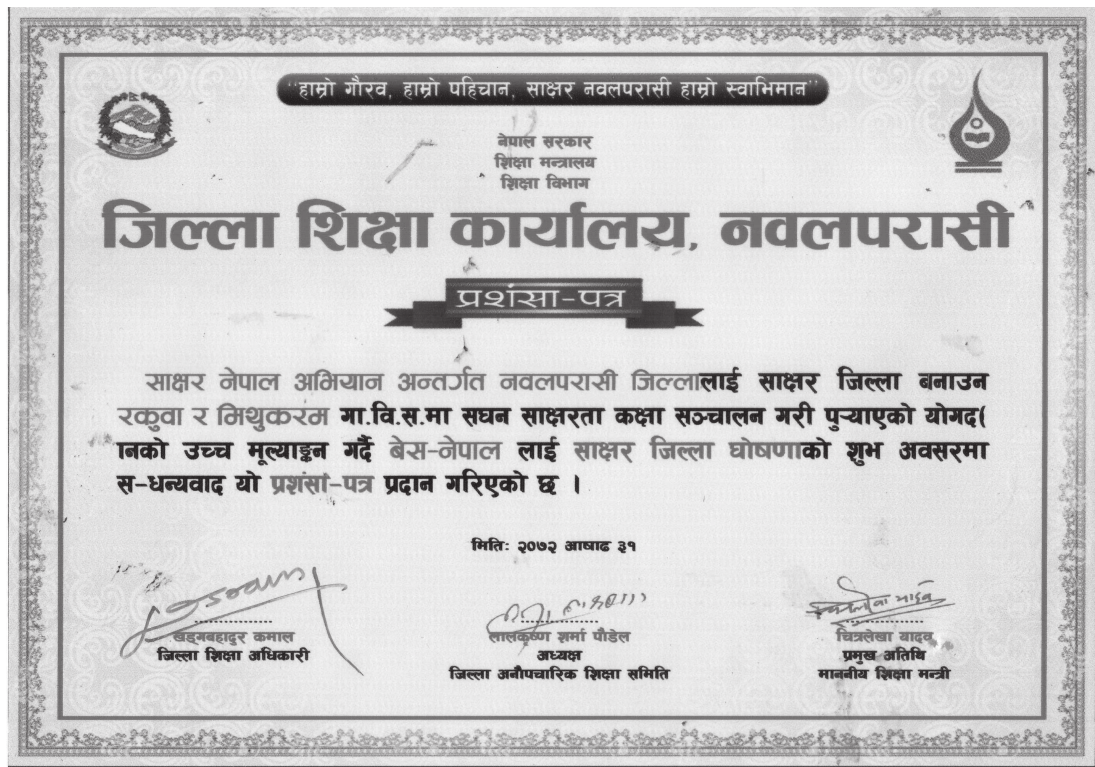 "हाम्रो गौरव, हाम्रो पहिचान, साक्षर नवलपरासी हाम्रो स्वाभिमान"
नेपाल सरकार
शिक्षा मन्त्रालय
शिक्षा विभाग
जिल्ला शिक्षा कार्यालय, नवलपरासी
प्रशंसा-पत्र
साक्षर नेपाल अभियान अन्तर्गत नवलपरासी जिल्लालाई साक्षर जिल्ला बनाउन
रकुवा र मिथुकरम गा.वि.स.मा सघन साक्षरता कक्षा सञ्चालन गरी पुर्‍याएको योगद(
ानको उच्च मूल्याङ्कन गर्दै बेस-नेपाल लाई साक्षर जिल्ला घोषणाको शुभ अवसरमा
स-धन्यवाद यो प्रशंसा-पत्र प्रदान गरिएको छ ।
मितिः २०७२ आषाढ ३१
खड्गबहादुर कमाल
जिल्ला शिक्षा अधिकारी
लालकृष्ण शर्मा पौडेल
अध्यक्ष
जिल्ला अनौपचारिक शिक्षा समिति
चित्रलेखा यादव
प्रमुख अतिथि
माननीय शिक्षा मन्त्री